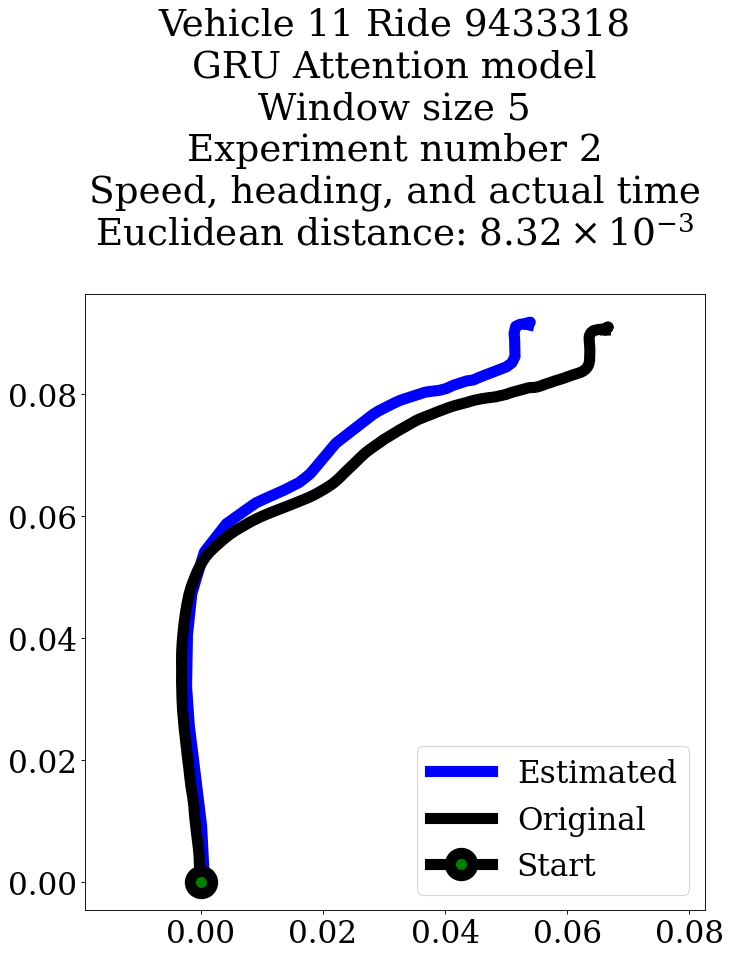 Vehicle 11 Ride 9433318
GRU Attention model
Window size 5
Experiment number 2
Speed, heading, and actual time
Euclidean distance: 8.32 × 10⁻³
0.08
0.06
0.04
0.02
0.00
Estimated
Original
Start
0.00 0.02 0.04 0.06 0.08